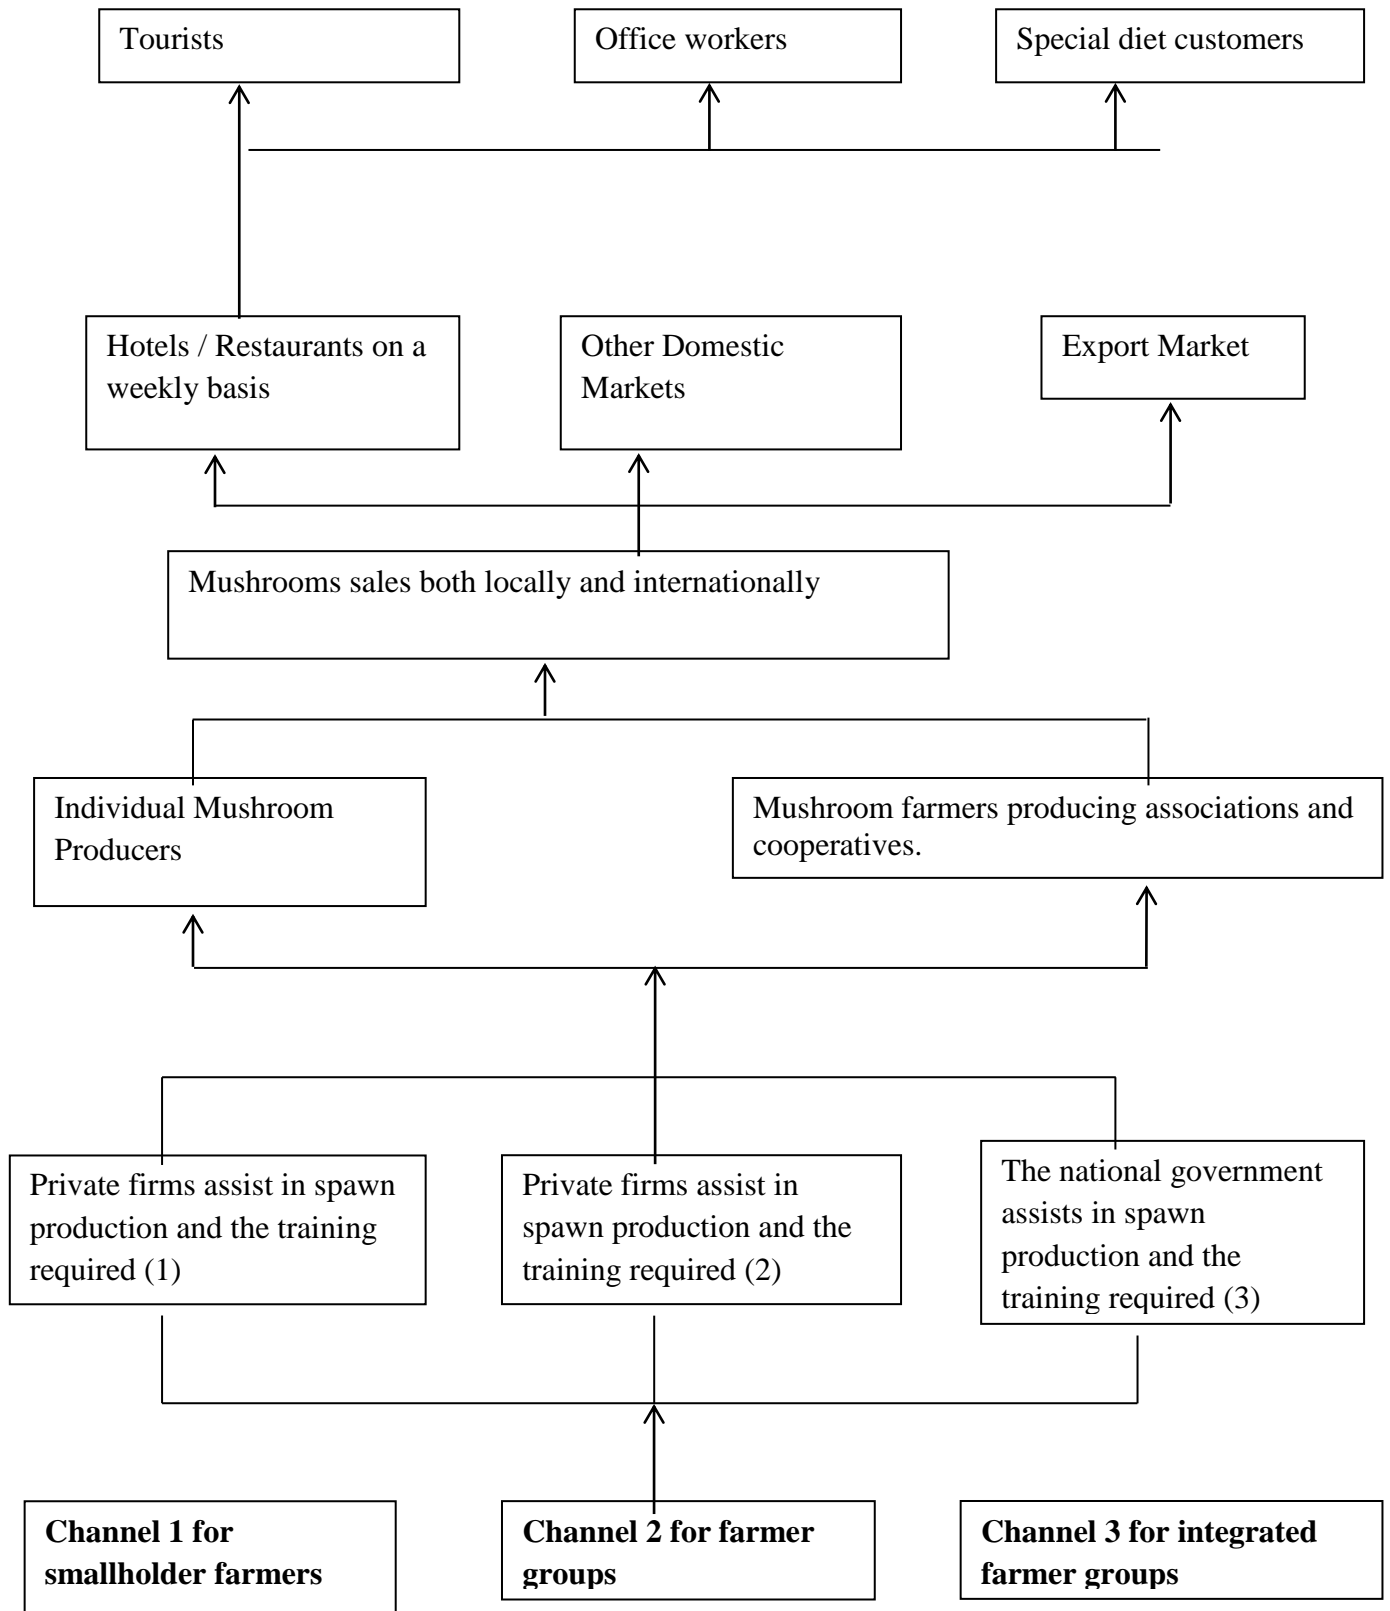 Tourists
Office workers
Special diet customers
Hotels / Restaurants on a
weekly basis
Other Domestic
Markets
Export Market
Mushrooms sales both locally and internationally
Individual Mushroom
Producers
Mushroom farmers producing associations and
cooperatives.
Private firms assist in spawn
production and the training
required (1)
Private firms assist in
spawn production and the
training required (2)
The national government
assists in spawn
production and the
training required (3)
Channel 1 for
smallholder farmers
Channel 2 for farmer
groups
Channel 3 for integrated
farmer groups